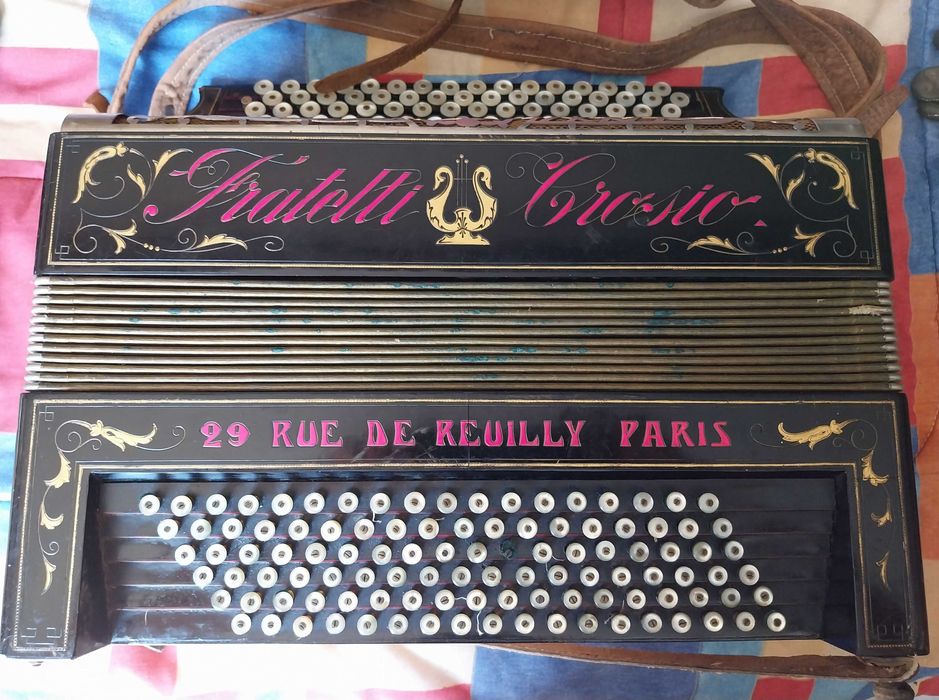 Fratelli Crosio.
29 RUE DE REUILLY PARIS